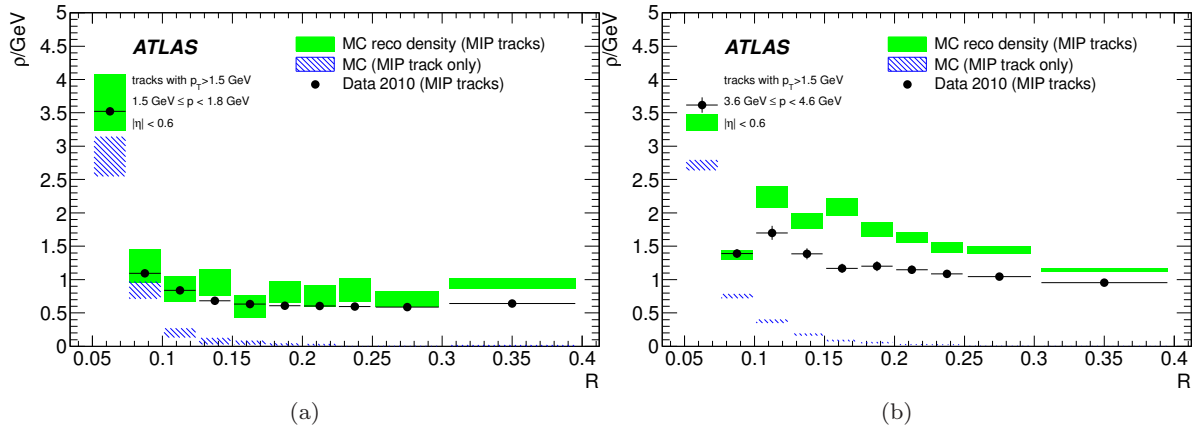 ρ/GeV
5
4.5
4
3.5
3
2.5
2
1.5
1
0.5
0
ATLAS
MC reco density (MIP tracks)
MC (MIP track only)
Data 2010 (MIP tracks)
tracks with p_T>1.5 GeV
1.5 GeV ≤ p < 1.8 GeV
|η| < 0.6
0.05 0.1 0.15 0.2 0.25 0.3 0.35 0.4
R
(a)
ρ/GeV
5
4.5
4
3.5
3
2.5
2
1.5
1
0.5
0
ATLAS
MC reco density (MIP tracks)
MC (MIP track only)
Data 2010 (MIP tracks)
tracks with p_T>1.5 GeV
3.6 GeV ≤ p < 4.6 GeV
|η| < 0.6
0.05 0.1 0.15 0.2 0.25 0.3 0.35 0.4
R
(b)